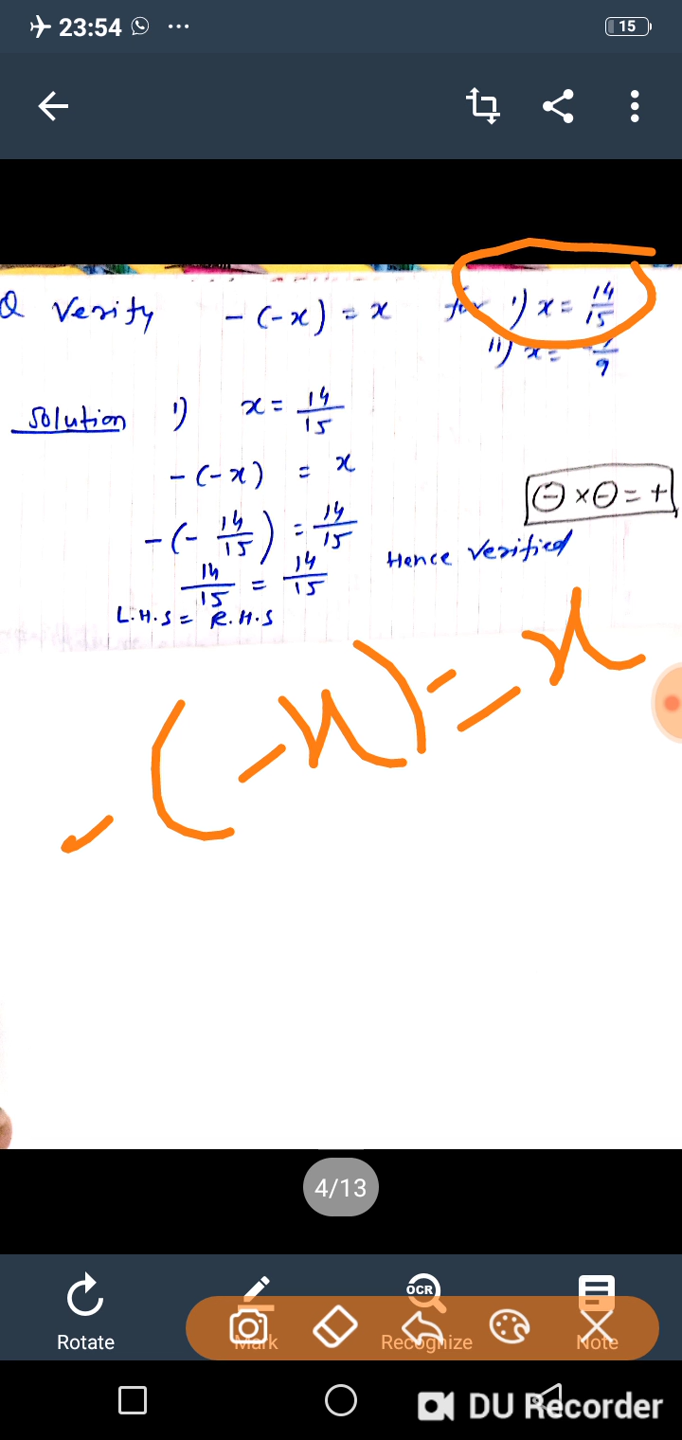 23:54
15
Q Verify -(-x) = x for i) x = 14/15
ii) x =
Solution i) x = 14/15
-(-x) = x
⊖ × ⊖ = +
-(- 14/15) = 14/15
14/15 = 14/15 Hence Verified
L.H.S = R.H.S
-(-x) = -x
4/13
OCR
Rotate Mark Recognize Note
DU Recorder